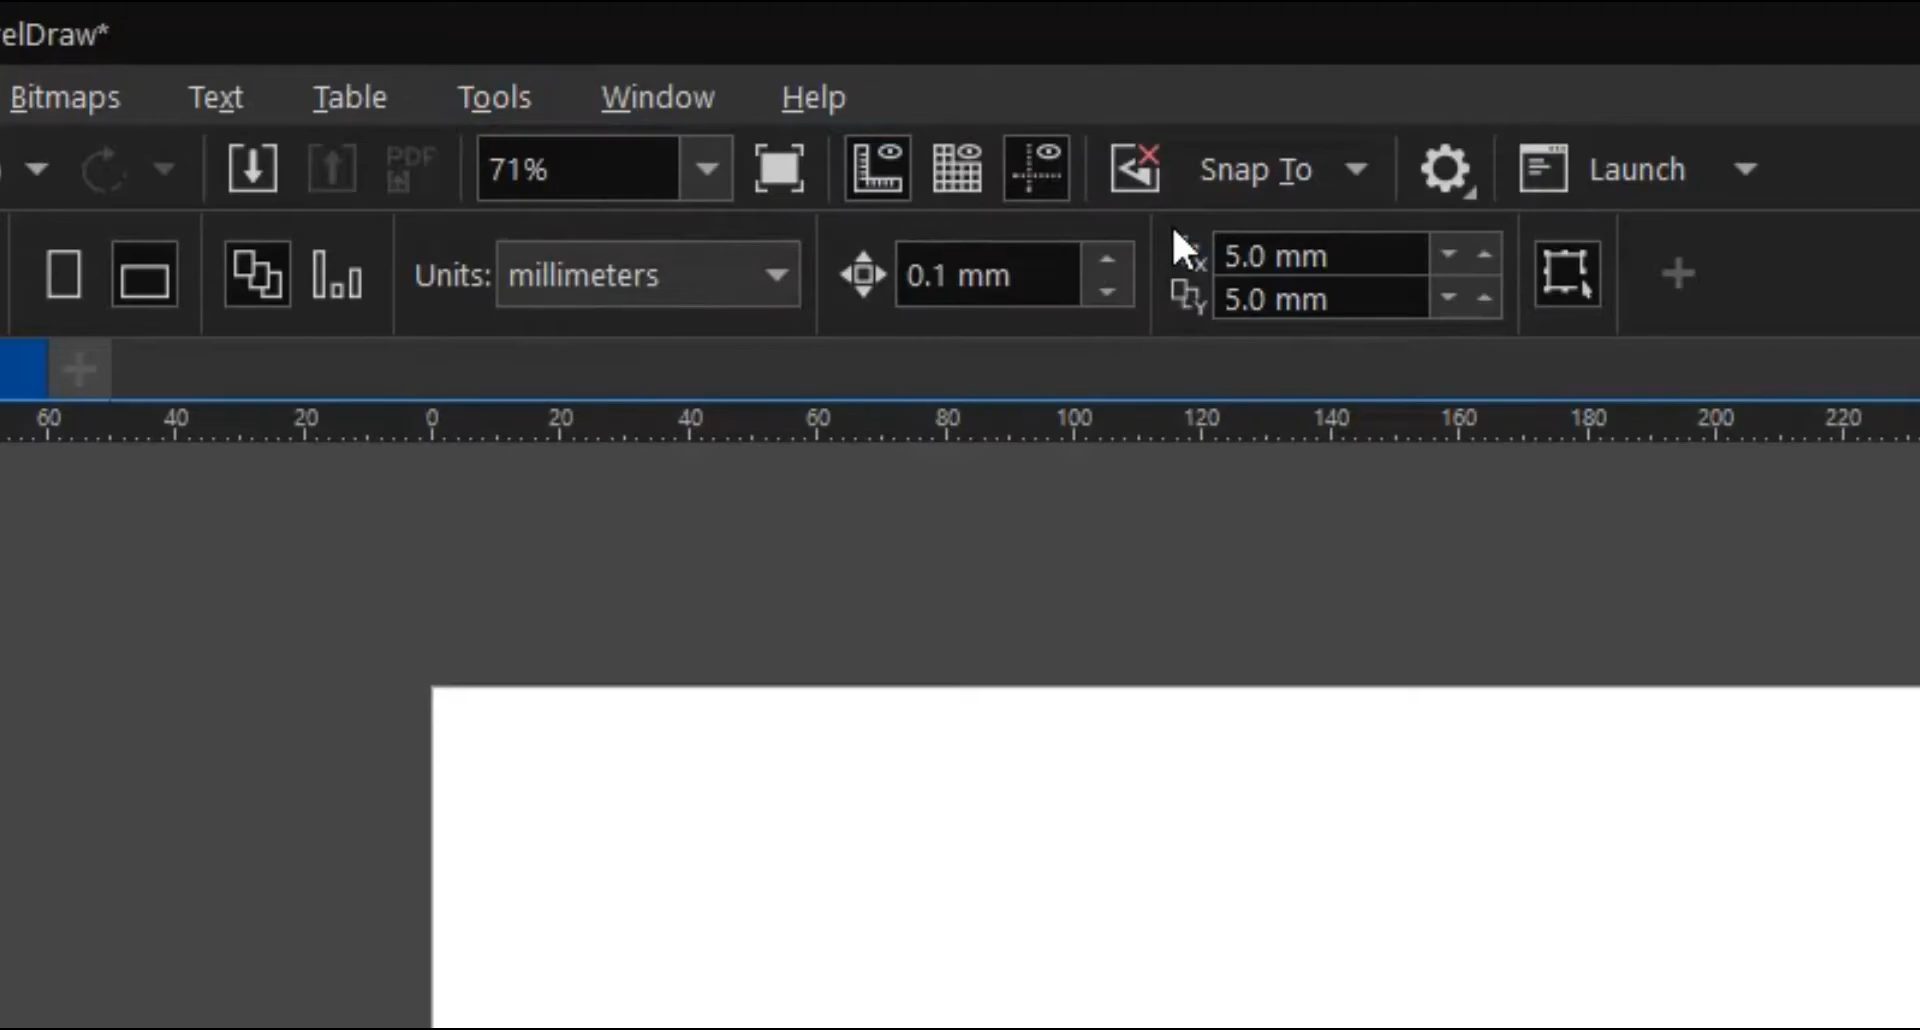 elDraw*
Bitmaps Text Table Tools Window Help
PDF 71% Snap To Launch
Units: millimeters 0.1 mm x 5.0 mm
Y 5.0 mm
60 40 20 0 20 40 60 80 100 120 140 160 180 200 220